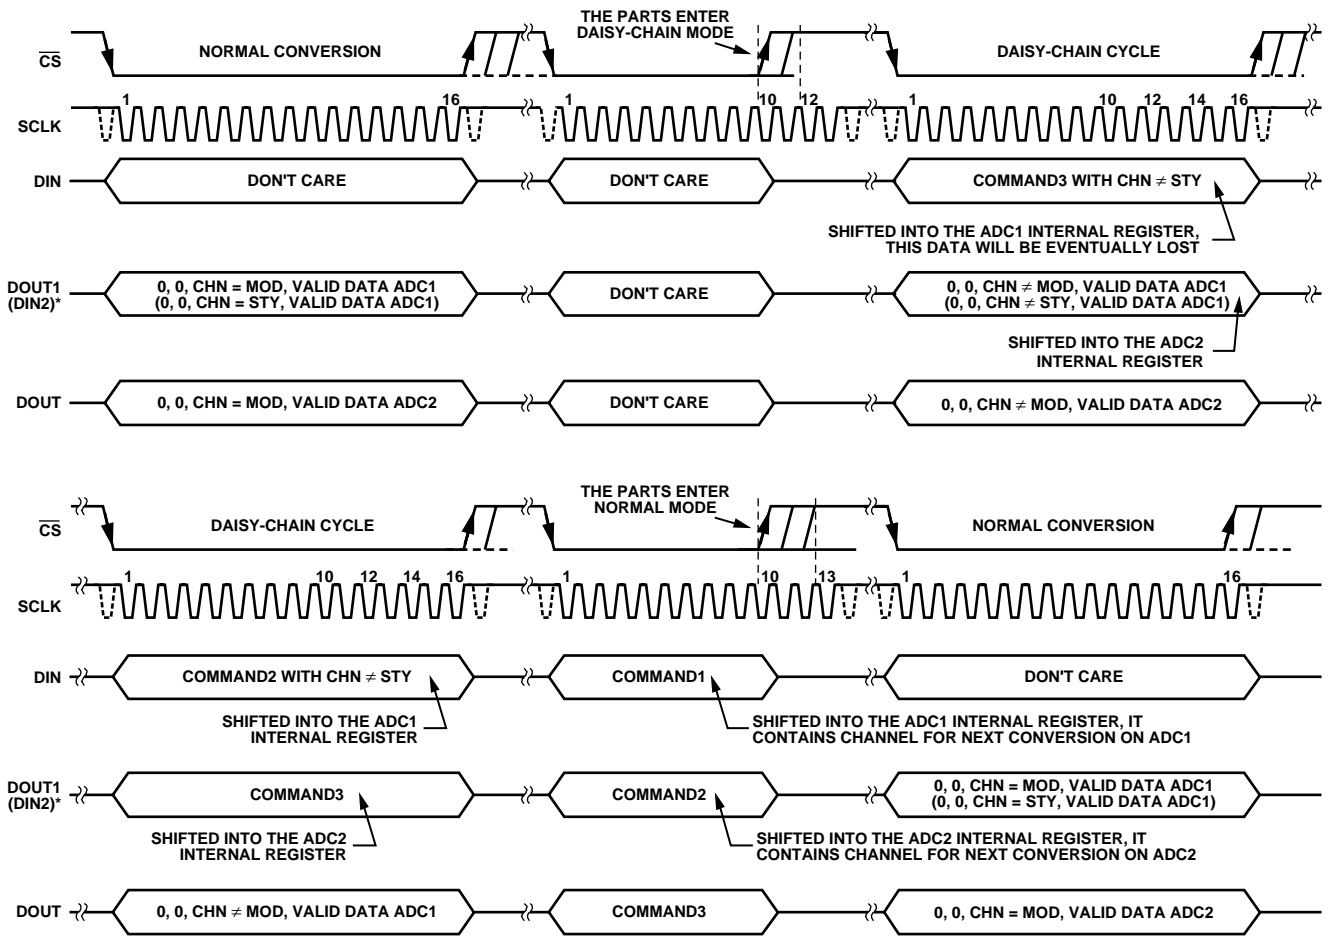 THE PARTS ENTER
DAISY-CHAIN MODE
CS
NORMAL CONVERSION
DAISY-CHAIN CYCLE
SCLK
1 16 1 10 12 1 10 12 14 16
DIN
DON'T CARE
DON'T CARE
COMMAND3 WITH CHN ≠ STY
SHIFTED INTO THE ADC1 INTERNAL REGISTER,
THIS DATA WILL BE EVENTUALLY LOST
DOUT1
(DIN2)*
0, 0, CHN = MOD, VALID DATA ADC1
(0, 0, CHN = STY, VALID DATA ADC1)
DON'T CARE
0, 0, CHN ≠ MOD, VALID DATA ADC1
(0, 0, CHN ≠ STY, VALID DATA ADC1)
SHIFTED INTO THE ADC2
INTERNAL REGISTER
DOUT
0, 0, CHN = MOD, VALID DATA ADC2
DON'T CARE
0, 0, CHN ≠ MOD, VALID DATA ADC2
THE PARTS ENTER
NORMAL MODE
CS
DAISY-CHAIN CYCLE
NORMAL CONVERSION
SCLK
1 10 12 14 16 1 10 13 1 16
DIN
COMMAND2 WITH CHN ≠ STY
COMMAND1
DON'T CARE
SHIFTED INTO THE ADC1
INTERNAL REGISTER
SHIFTED INTO THE ADC1 INTERNAL REGISTER, IT
CONTAINS CHANNEL FOR NEXT CONVERSION ON ADC1
DOUT1
(DIN2)*
COMMAND3
COMMAND2
0, 0, CHN = MOD, VALID DATA ADC1
(0, 0, CHN = STY, VALID DATA ADC1)
SHIFTED INTO THE ADC2
INTERNAL REGISTER
SHIFTED INTO THE ADC2 INTERNAL REGISTER, IT
CONTAINS CHANNEL FOR NEXT CONVERSION ON ADC2
DOUT
0, 0, CHN ≠ MOD, VALID DATA ADC1
COMMAND3
0, 0, CHN = MOD, VALID DATA ADC2